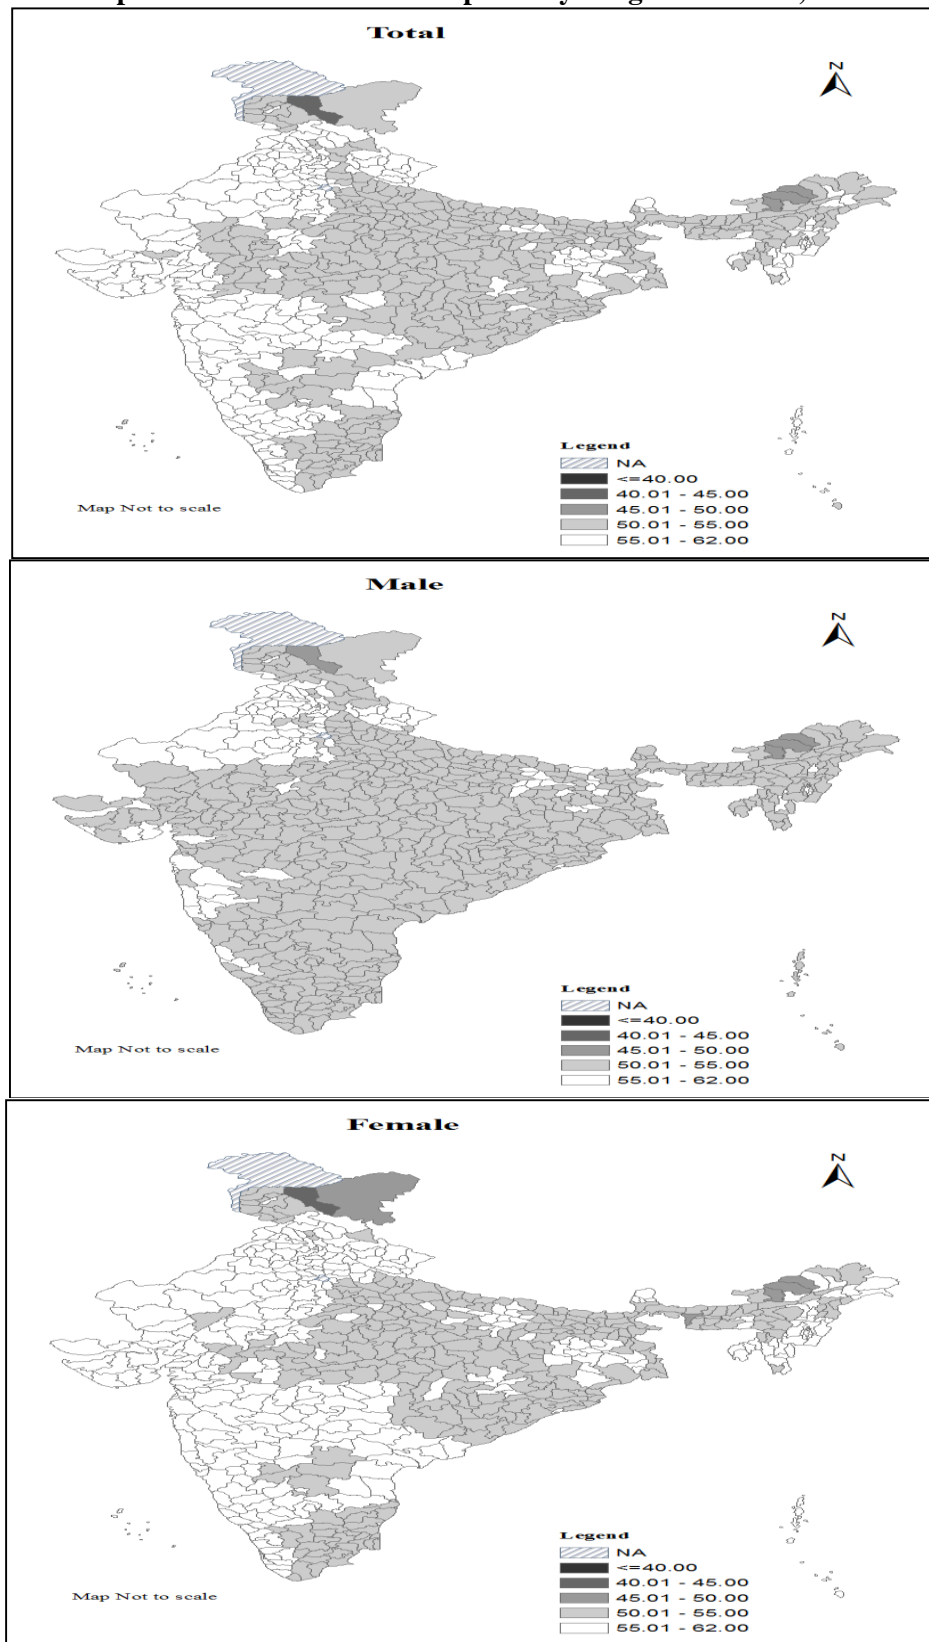 Total
N
Legend
NA
<=40.00
40.01 - 45.00
45.01 - 50.00
50.01 - 55.00
55.01 - 62.00
Map Not to scale
Male
N
Legend
NA
<=40.00
40.01 - 45.00
45.01 - 50.00
50.01 - 55.00
55.01 - 62.00
Map Not to scale
Female
N
Legend
NA
<=40.00
40.01 - 45.00
45.01 - 50.00
50.01 - 55.00
55.01 - 62.00
Map Not to scale